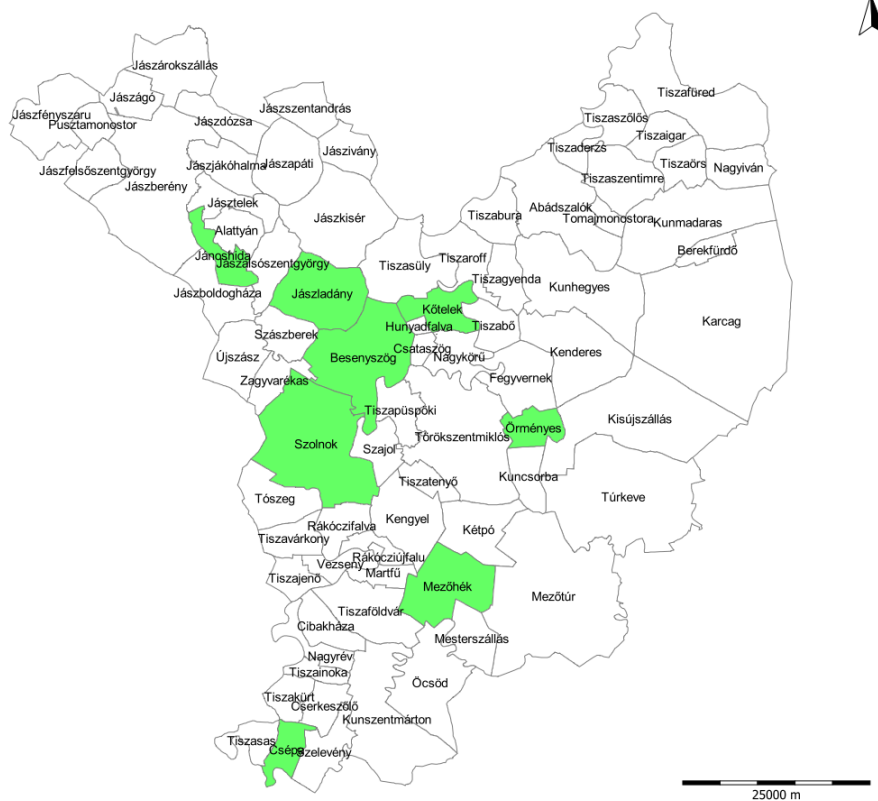 Jászárokszállás
Tiszafüred
Jászágó
Jászszentandrás
Jászfényszaru
Tiszaszőlős
Jászdózsa
Pusztamonostor
Tiszaigar
Tiszaderzs
Jászivány
Jászapáti
Tiszaörs
Jászjákóhalma
Nagyiván
Jászfelsőszentgyörgy
Tiszaszentimre
Jászberény
Jásztelek
Abádszalók
Tiszabura
Jászkisér
Tomajmonostora
Kunmadaras
Alattyán
Berekfürdő
Jánoshida
Tiszaroff
Jászalsószentgyörgy
Tiszasüly
Tiszagyenda
Kunhegyes
Jászboldogháza
Jászladány
Kőtelek
Karcag
Hunyadfalva
Tiszabő
Szászberek
Csataszög
Kenderes
Újszász
Besenyszög
Nagykörű
Fegyvernek
Zagyvarékas
Tiszapüspöki
Kisújszállás
Örményes
Törökszentmiklós
Szolnok
Szajol
Kuncsorba
Tiszatenyő
Tószeg
Túrkeve
Kengyel
Rákóczifalva
Kétpó
Tiszavárkony
Rákócziújfalu
Vezseny
Martfű
Tiszajenő
Mezőhék
Mezőtúr
Tiszaföldvár
Cibakháza
Mesterszállás
Nagyrév
Tiszainoka
Öcsöd
Tiszakürt
Cserkeszőlő
Kunszentmárton
Tiszasas
Csépa
Szelevény
25000 m